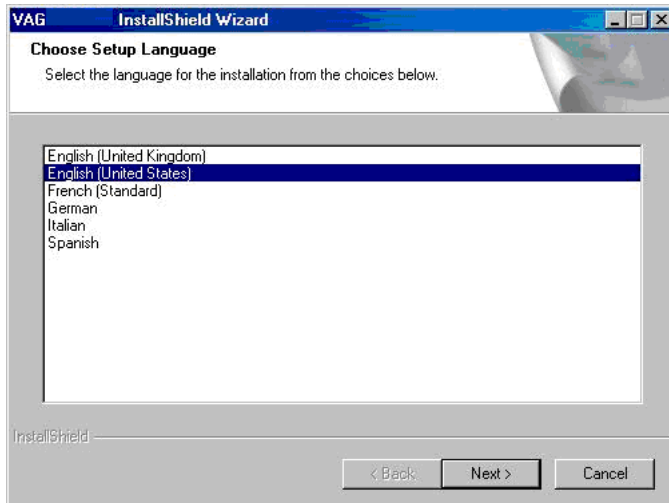 VAG InstallShield Wizard
Choose Setup Language
Select the language for the installation from the choices below.
English (United Kingdom)
English (United States)
French (Standard)
German
Italian
Spanish
InstallShield
< Back
Next >
Cancel